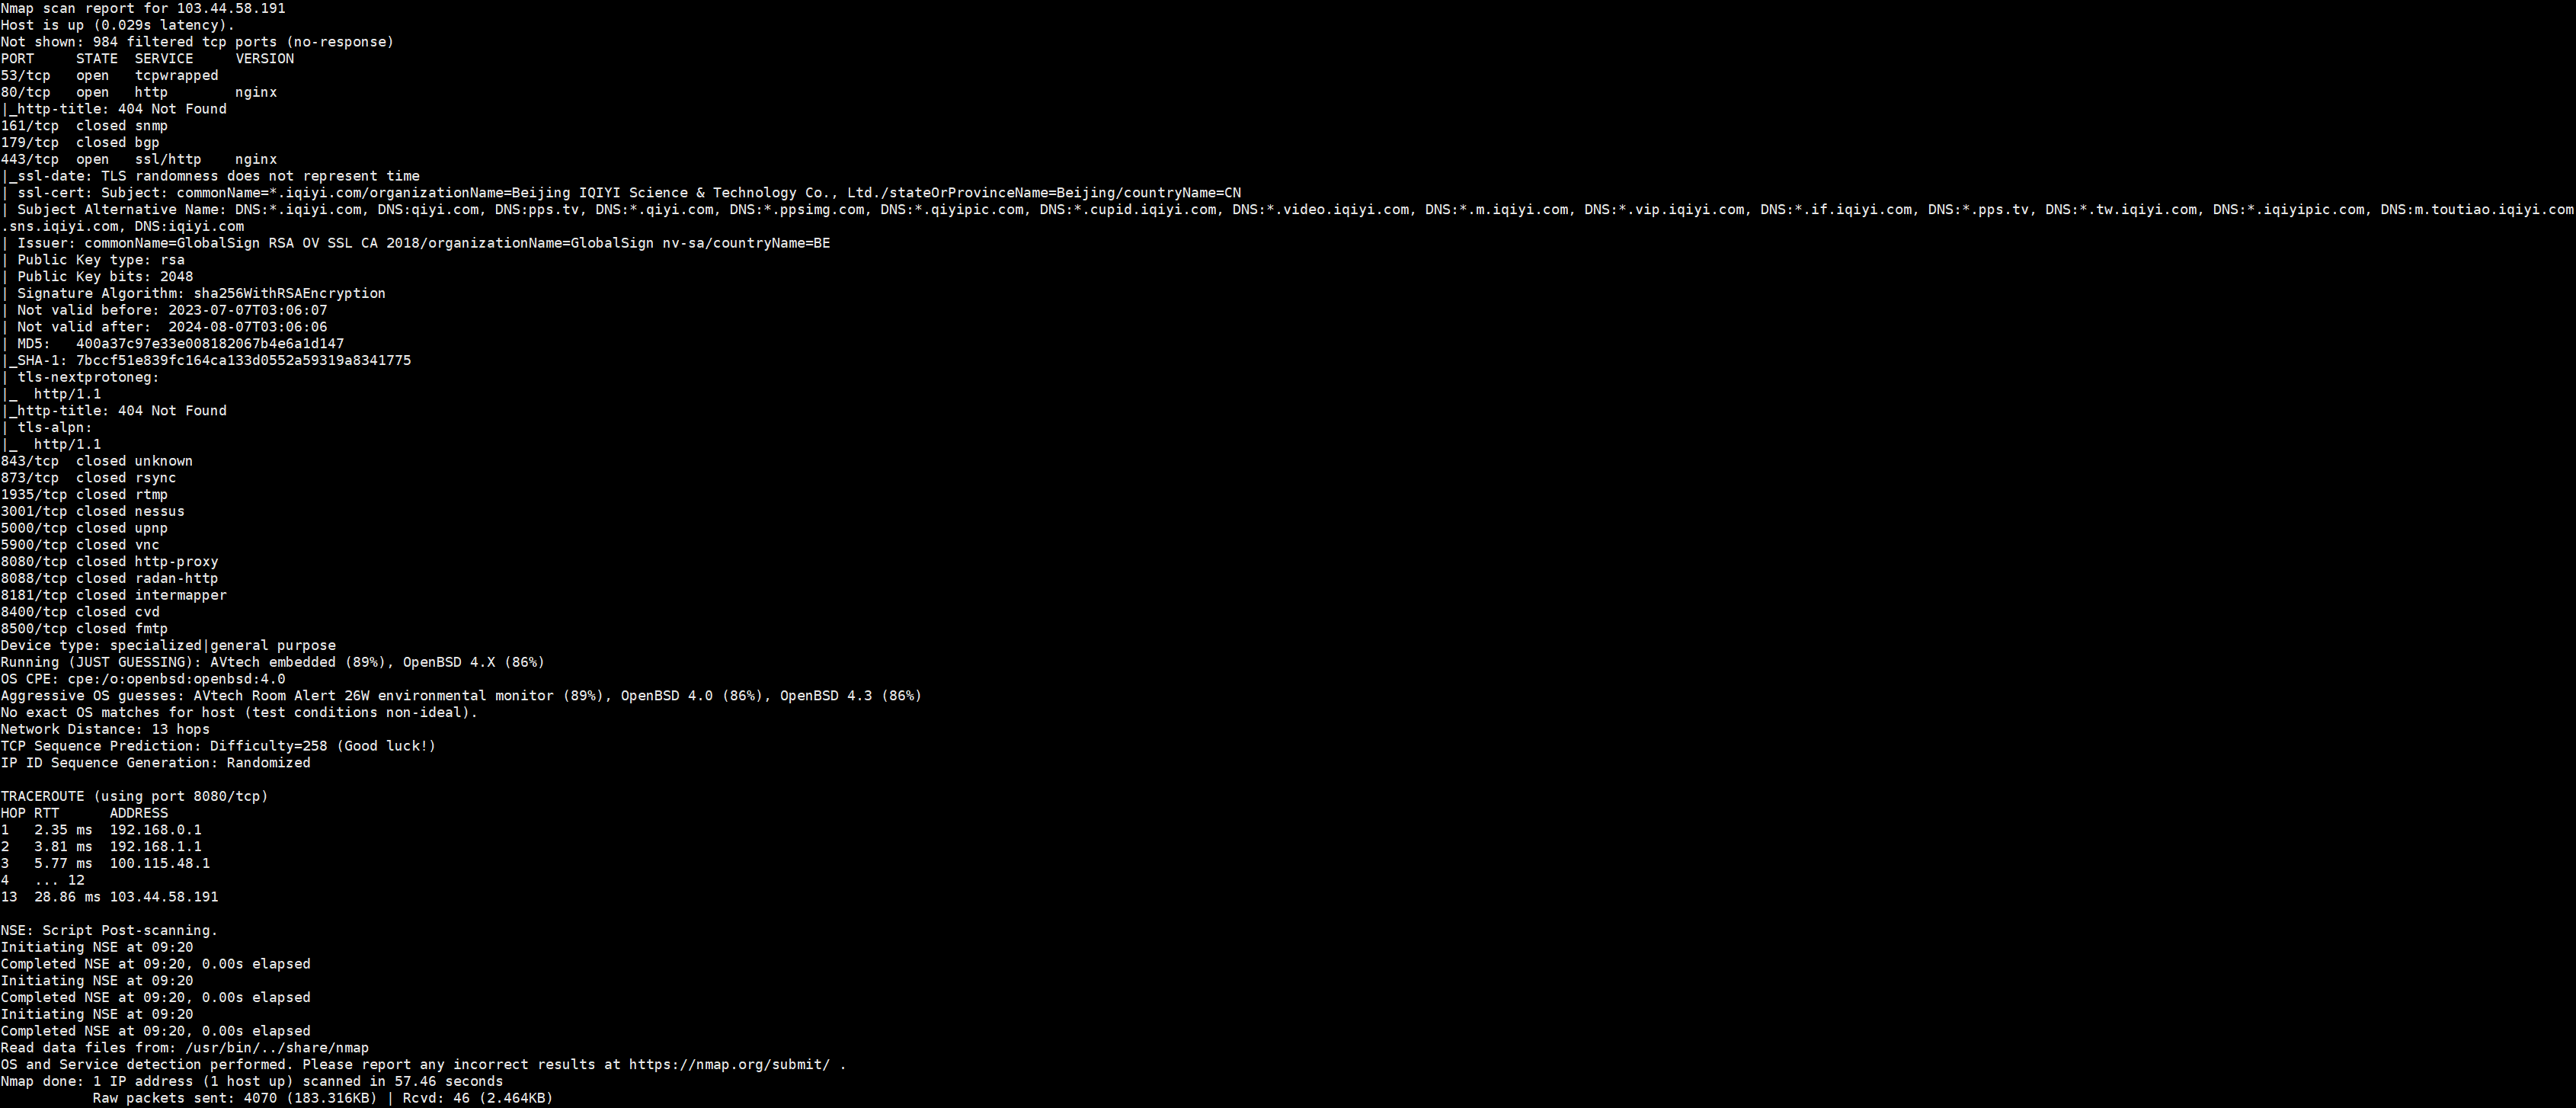 Nmap scan report for 103.44.58.191
Host is up (0.029s latency).
Not shown: 984 filtered tcp ports (no-response)
PORT     STATE  SERVICE     VERSION
53/tcp   open   tcpwrapped
80/tcp   open   http        nginx
|_http-title: 404 Not Found
161/tcp  closed snmp
179/tcp  closed bgp
443/tcp  open   ssl/http    nginx
|_ssl-date: TLS randomness does not represent time
| ssl-cert: Subject: commonName=*.iqiyi.com/organizationName=Beijing IQIYI Science & Technology Co., Ltd./stateOrProvinceName=Beijing/countryName=CN
| Subject Alternative Name: DNS:*.iqiyi.com, DNS:qiyi.com, DNS:pps.tv, DNS:*.qiyi.com, DNS:*.ppsimg.com, DNS:*.qiyipic.com, DNS:*.cupid.iqiyi.com, DNS:*.video.iqiyi.com, DNS:*.m.iqiyi.com, DNS:*.vip.iqiyi.com, DNS:*.if.iqiyi.com, DNS:*.pps.tv, DNS:*.tw.iqiyi.com, DNS:*.iqiyipic.com, DNS:m.toutiao.iqiyi.com
.sns.iqiyi.com, DNS:iqiyi.com
| Issuer: commonName=GlobalSign RSA OV SSL CA 2018/organizationName=GlobalSign nv-sa/countryName=BE
| Public Key type: rsa
| Public Key bits: 2048
| Signature Algorithm: sha256WithRSAEncryption
| Not valid before: 2023-07-07T03:06:07
| Not valid after:  2024-08-07T03:06:06
| MD5:   400a37c97e33e008182067b4e6a1d147
|_SHA-1: 7bccf51e839fc164ca133d0552a59319a8341775
| tls-nextprotoneg:
|_  http/1.1
|_http-title: 404 Not Found
| tls-alpn:
|_  http/1.1
843/tcp  closed unknown
873/tcp  closed rsync
1935/tcp closed rtmp
3001/tcp closed nessus
5000/tcp closed upnp
5900/tcp closed vnc
8080/tcp closed http-proxy
8088/tcp closed radan-http
8181/tcp closed intermapper
8400/tcp closed cvd
8500/tcp closed fmtp
Device type: specialized|general purpose
Running (JUST GUESSING): AVtech embedded (89%), OpenBSD 4.X (86%)
OS CPE: cpe:/o:openbsd:openbsd:4.0
Aggressive OS guesses: AVtech Room Alert 26W environmental monitor (89%), OpenBSD 4.0 (86%), OpenBSD 4.3 (86%)
No exact OS matches for host (test conditions non-ideal).
Network Distance: 13 hops
TCP Sequence Prediction: Difficulty=258 (Good luck!)
IP ID Sequence Generation: Randomized

TRACEROUTE (using port 8080/tcp)
HOP RTT      ADDRESS
1   2.35 ms  192.168.0.1
2   3.81 ms  192.168.1.1
3   5.77 ms  100.115.48.1
4   ... 12
13  28.86 ms 103.44.58.191

NSE: Script Post-scanning.
Initiating NSE at 09:20
Completed NSE at 09:20, 0.00s elapsed
Initiating NSE at 09:20
Completed NSE at 09:20, 0.00s elapsed
Initiating NSE at 09:20
Completed NSE at 09:20, 0.00s elapsed
Read data files from: /usr/bin/../share/nmap
OS and Service detection performed. Please report any incorrect results at https://nmap.org/submit/ .
Nmap done: 1 IP address (1 host up) scanned in 57.46 seconds
           Raw packets sent: 4070 (183.316KB) | Rcvd: 46 (2.464KB)